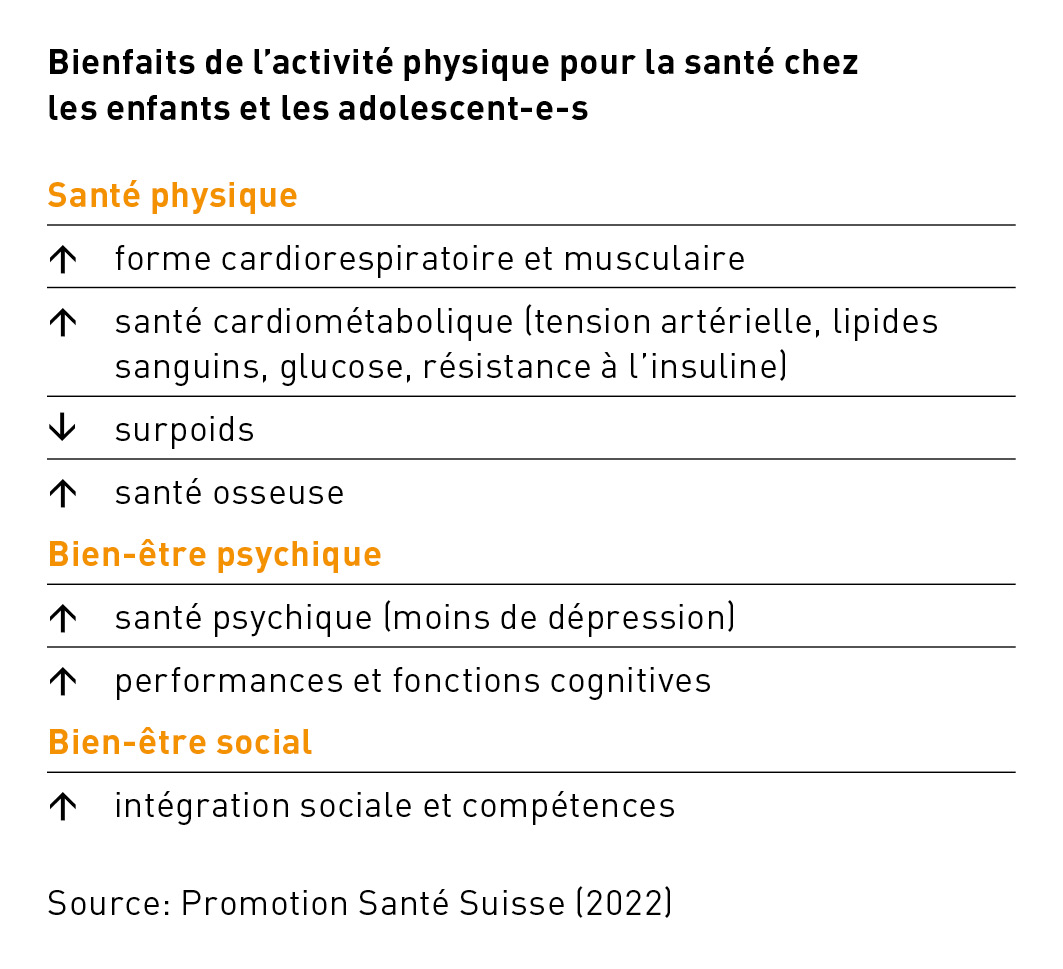 Bienfaits de l’activité physique pour la santé chez
les enfants et les adolescent-e-s
Santé physique
↑ forme cardiorespiratoire et musculaire
↑ santé cardiométabolique (tension artérielle, lipides
sanguins, glucose, résistance à l’insuline)
↓ surpoids
↑ santé osseuse
Bien-être psychique
↑ santé psychique (moins de dépression)
↑ performances et fonctions cognitives
Bien-être social
↑ intégration sociale et compétences
Source: Promotion Santé Suisse (2022)